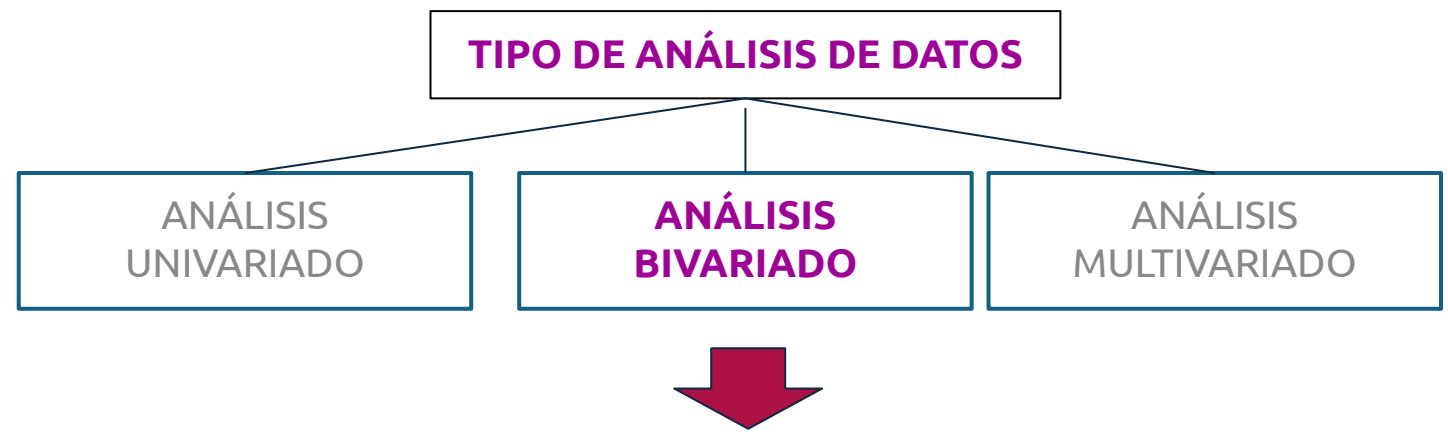 TIPO DE ANÁLISIS DE DATOS
ANÁLISIS
UNIVARIADO
ANÁLISIS
BIVARIADO
ANÁLISIS
MULTIVARIADO